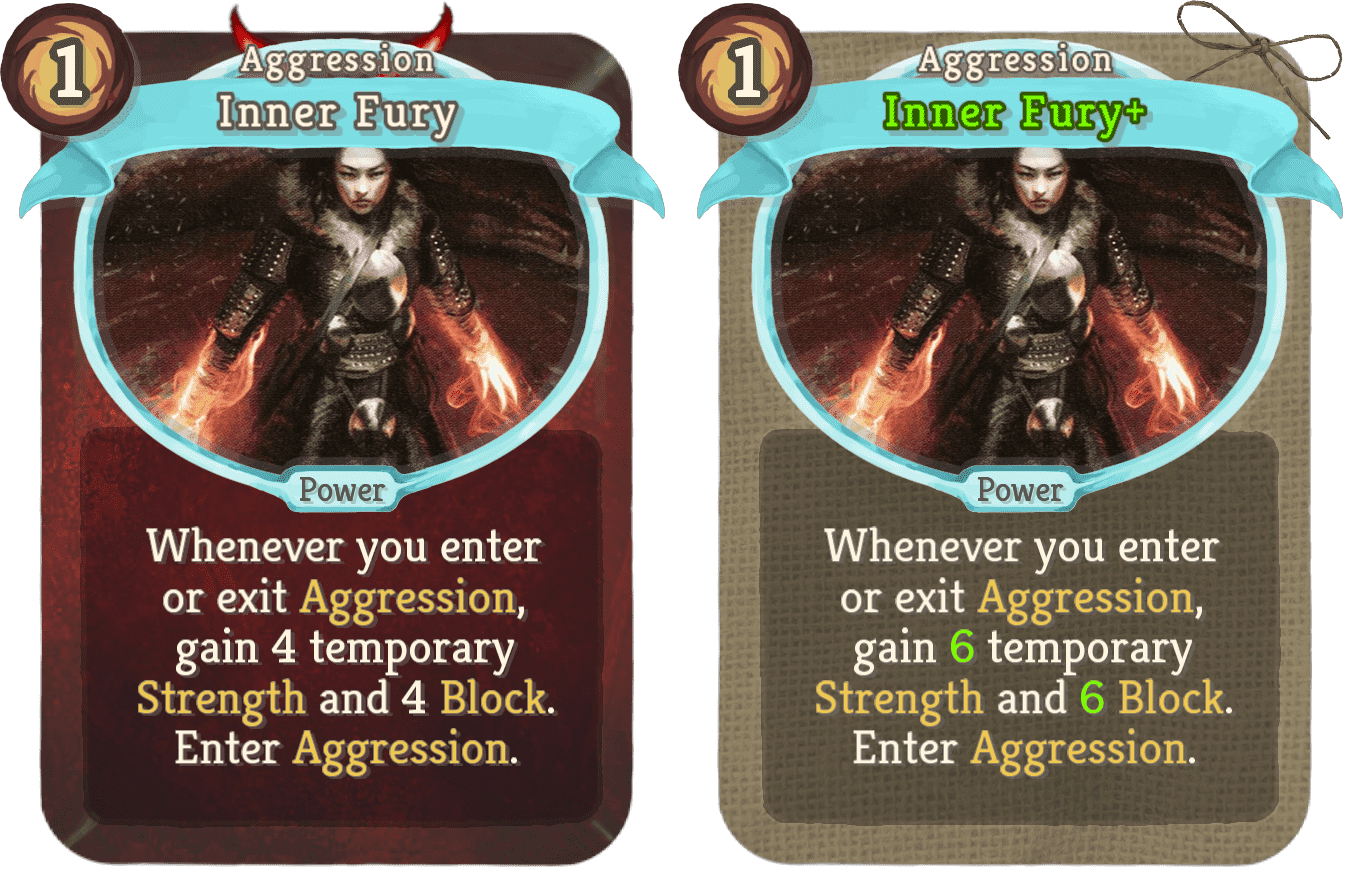 1
Aggression
Inner Fury
Power
Whenever you enter
or exit Aggression,
gain 4 temporary
Strength and 4 Block.
Enter Aggression.
1
Aggression
Inner Fury+
Power
Whenever you enter
or exit Aggression,
gain 6 temporary
Strength and 6 Block.
Enter Aggression.